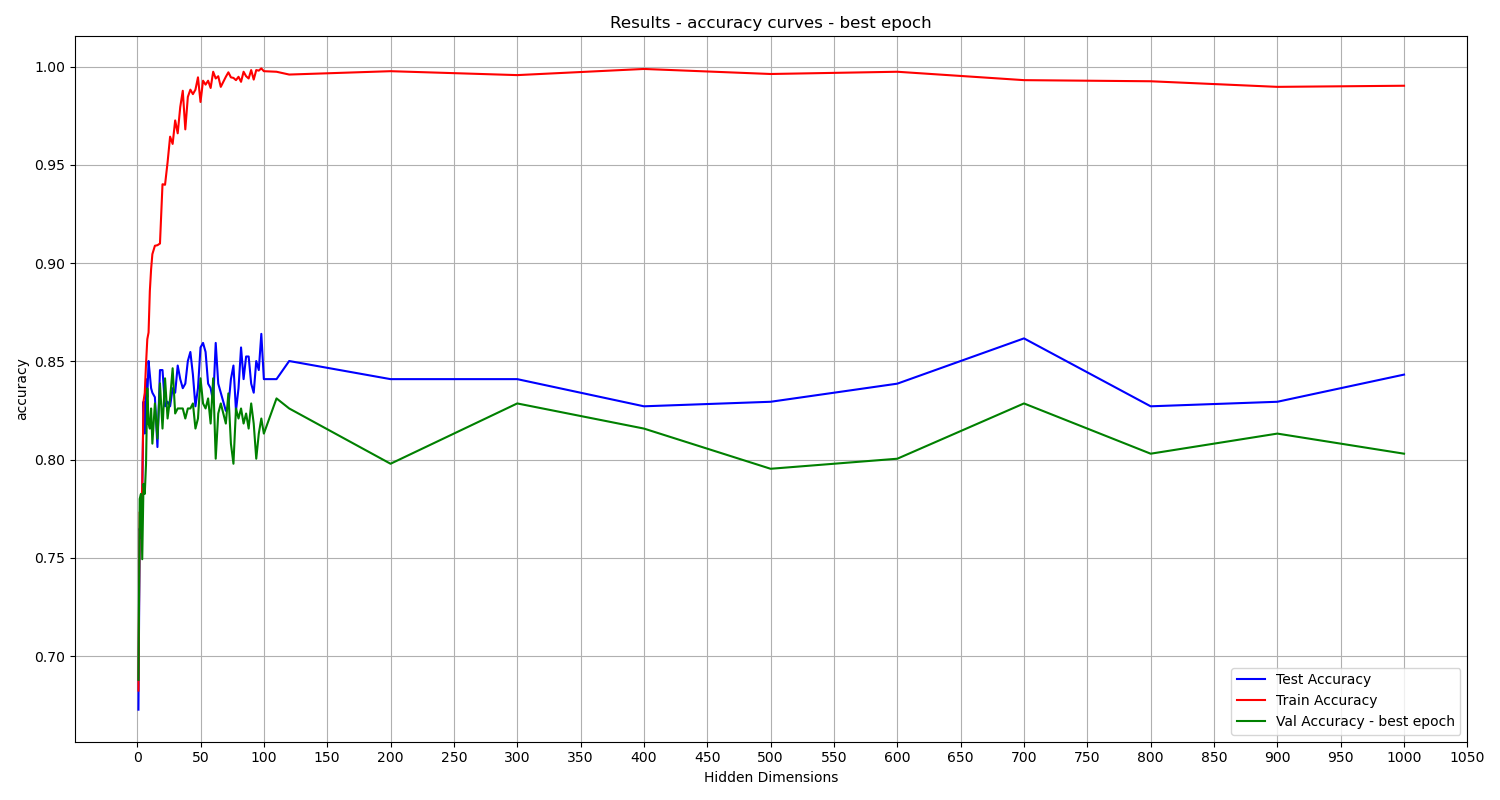 Results - accuracy curves - best epoch
accuracy
1.00
0.95
0.90
0.85
0.80
0.75
0.70
0 50 100 150 200 250 300 350 400 450 500 550 600 650 700 750 800 850 900 950 1000 1050
Hidden Dimensions
Test Accuracy
Train Accuracy
Val Accuracy - best epoch